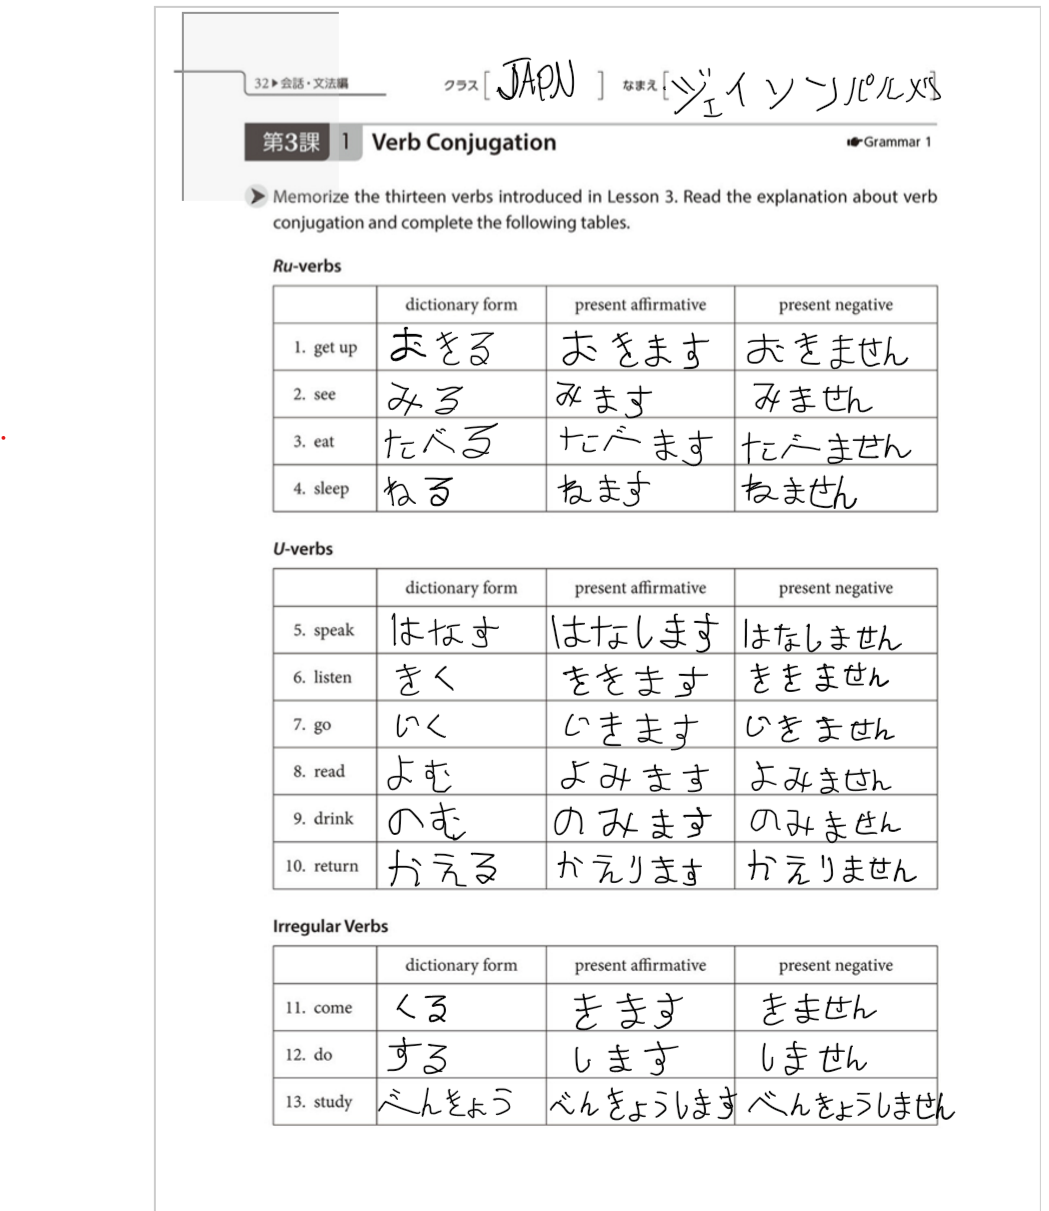 32▶会話・文法編 クラス[JAPN] なまえ[ジェイソンパルメ]
第3課 1 Verb Conjugation Grammar 1
Memorize the thirteen verbs introduced in Lesson 3. Read the explanation about verb
conjugation and complete the following tables.
Ru-verbs
dictionary form present affirmative present negative
1. get up おきる おきます おきません
2. see みる みます みません
3. eat たべる たべます たべません
4. sleep ねる ねます ねません
U-verbs
dictionary form present affirmative present negative
5. speak はなす はなします はなしません
6. listen きく ききます ききません
7. go いく いきます いきません
8. read よむ よみます よみません
9. drink のむ のみます のみません
10. return かえる かえります かえりません
Irregular Verbs
dictionary form present affirmative present negative
11. come くる きます きません
12. do する します しません
13. study べんきょう べんきょうします べんきょうしません